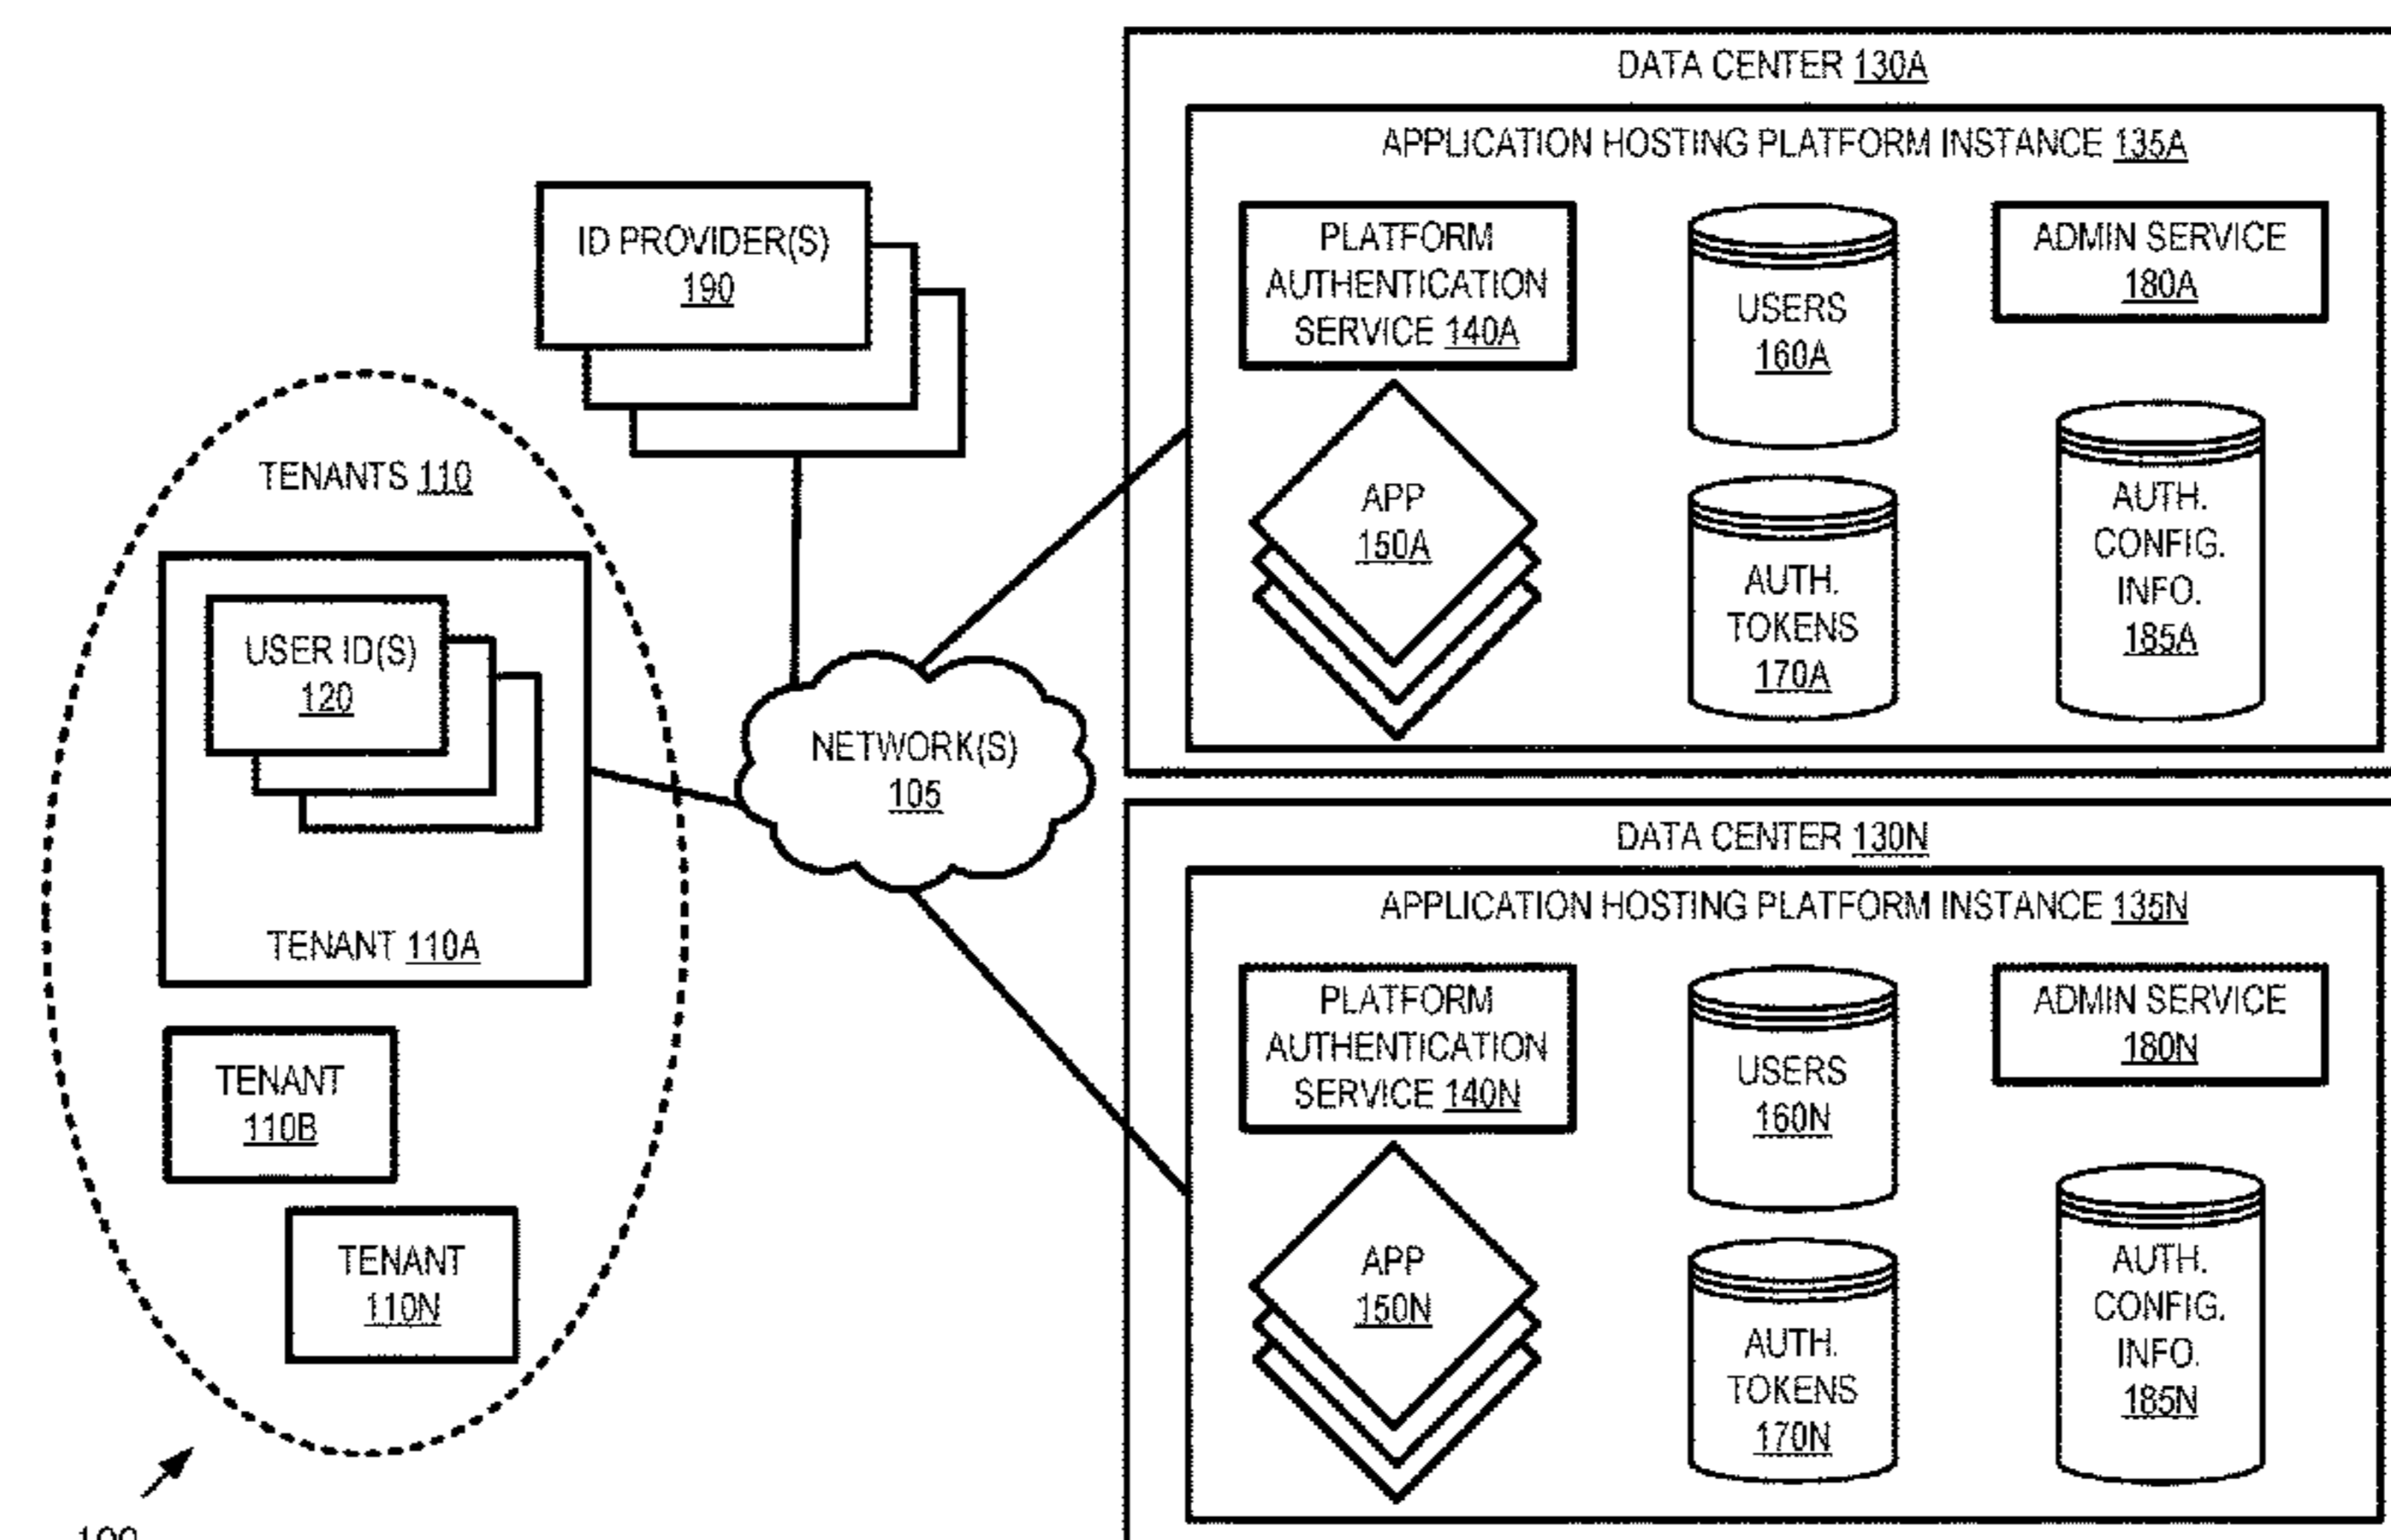 DATA CENTER 130A
APPLICATION HOSTING PLATFORM INSTANCE 135A
PLATFORM
AUTHENTICATION
SERVICE 140A
USERS
160A
ADMIN SERVICE
180A
APP
150A
AUTH.
TOKENS
170A
AUTH.
CONFIG.
INFO.
185A
ID PROVIDER(S)
190
TENANTS 110
USER ID(S)
120
TENANT 110A
TENANT
110B
TENANT
110N
NETWORK(S)
105
DATA CENTER 130N
APPLICATION HOSTING PLATFORM INSTANCE 135N
PLATFORM
AUTHENTICATION
SERVICE 140N
USERS
160N
ADMIN SERVICE
180N
APP
150N
AUTH.
TOKENS
170N
AUTH.
CONFIG.
INFO.
185N